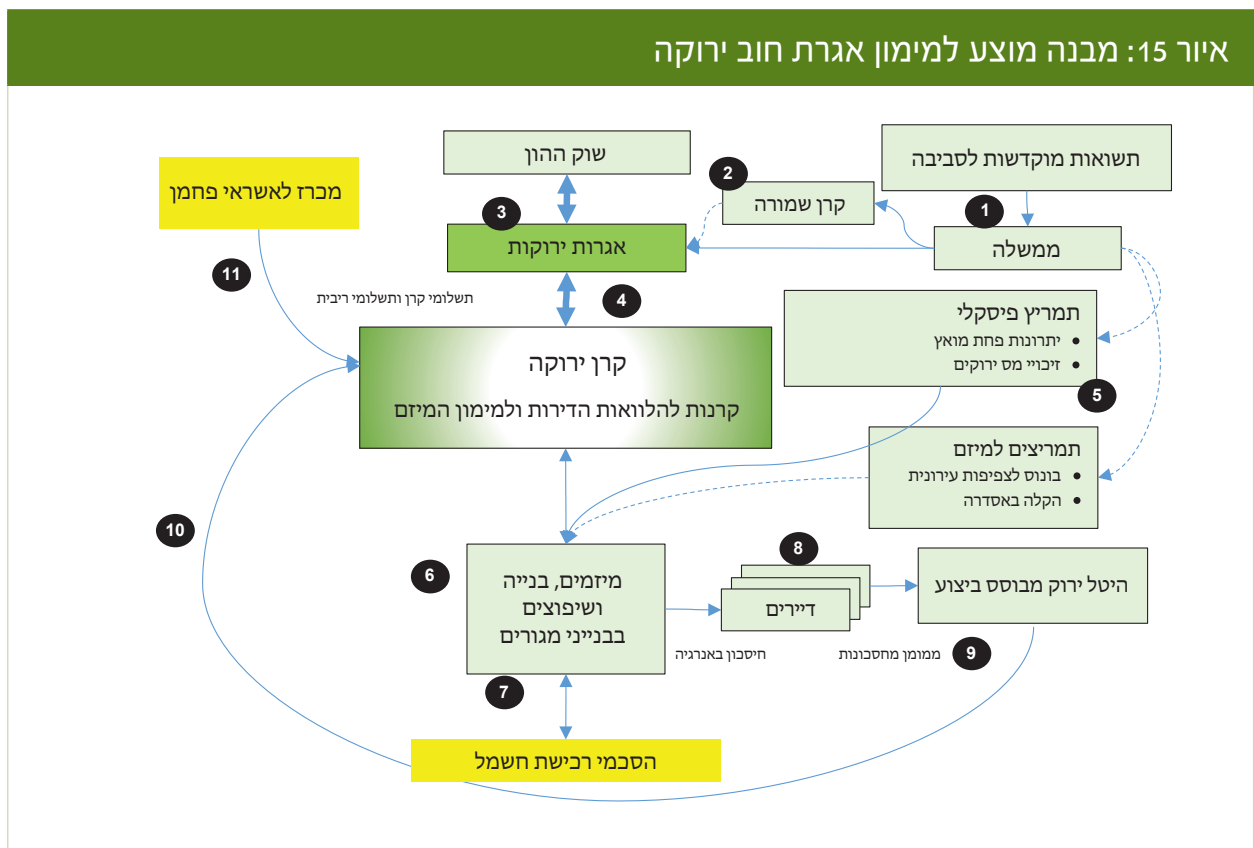 איור 15: מבנה מוצע למימון אגרת חוב ירוקה
תשואות מוקדשות לסביבה
1
ממשלה
2
קרן שמורה
שוק ההון
3
אגרות ירוקות
4
תשלומי קרן ותשלומי ריבית
מכרז לאשראי פחמן
11
קרן ירוקה
קרנות להלוואות הדירות ולמימון המיזם
תמריץ פיסקלי
• יתרונות פחת מואץ
• זיכויי מס ירוקים
5
תמריצים למיזם
• בונוס לצפיפות עירונית
• הקלה באסדרה
10
6
מיזמים, בנייה
ושיפוצים
בבנייני מגורים
7
8
דיירים
חיסכון באנרגיה
היטל ירוק מבוסס ביצוע
9
ממומן מחסכונות
הסכמי רכישת חשמל